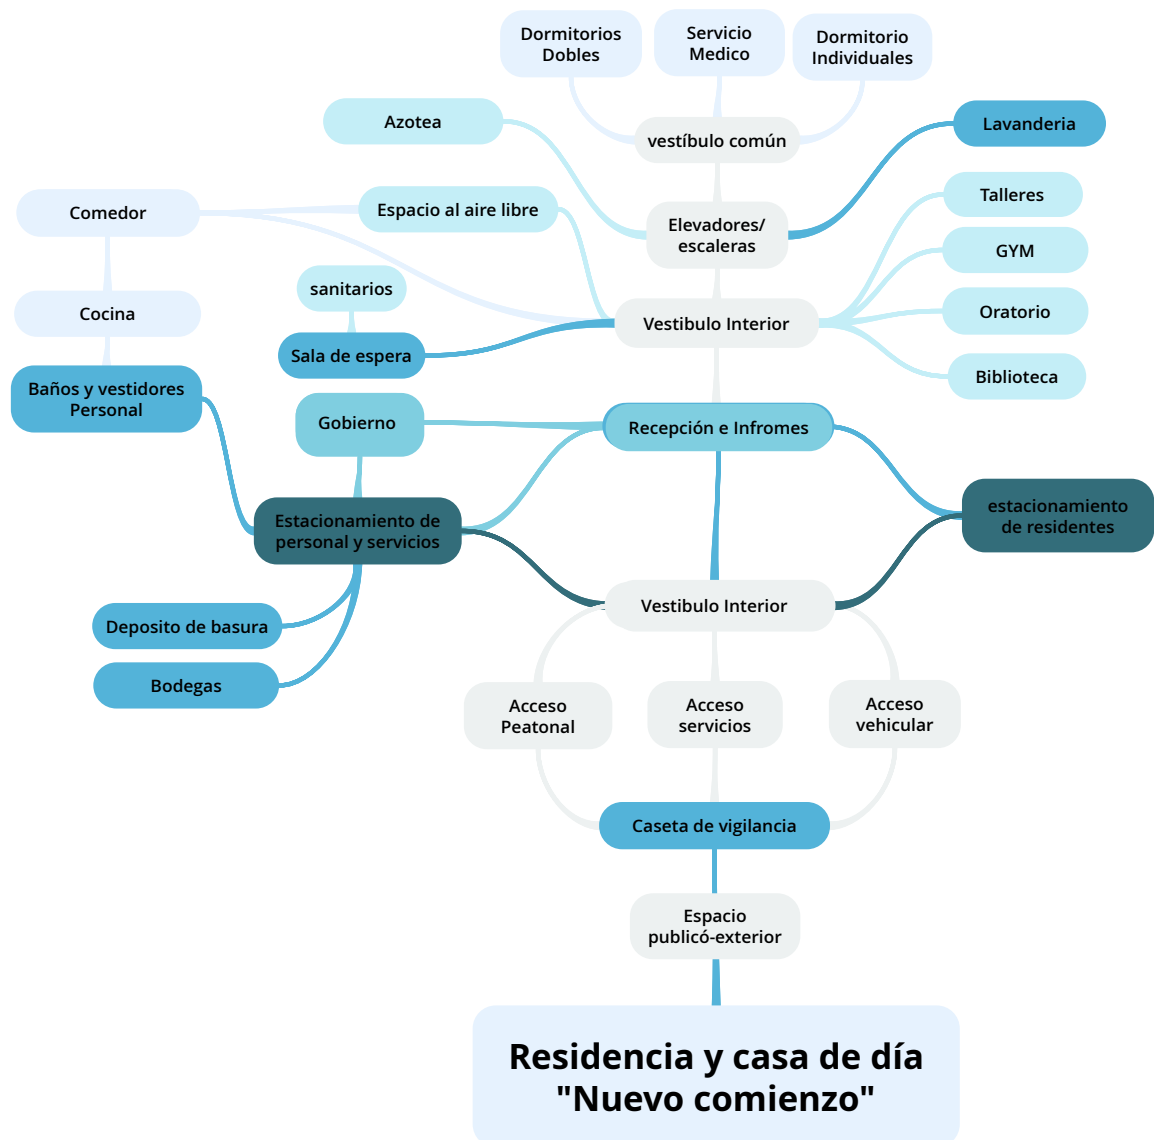 Dormitorios
Dobles
Servicio
Medico
Dormitorio
Individuales
Azotea
vestíbulo común
Lavanderia
Comedor
Espacio al aire libre
Elevadores/
escaleras
Talleres
GYM
sanitarios
Cocina
Vestibulo Interior
Oratorio
Sala de espera
Biblioteca
Baños y vestidores
Personal
Gobierno
Recepción e Infromes
Estacionamiento de
personal y servicios
estacionamiento
de residentes
Vestibulo Interior
Deposito de basura
Bodegas
Acceso
Peatonal
Acceso
servicios
Acceso
vehicular
Caseta de vigilancia
Espacio
publicó-exterior
Residencia y casa de día
"Nuevo comienzo"